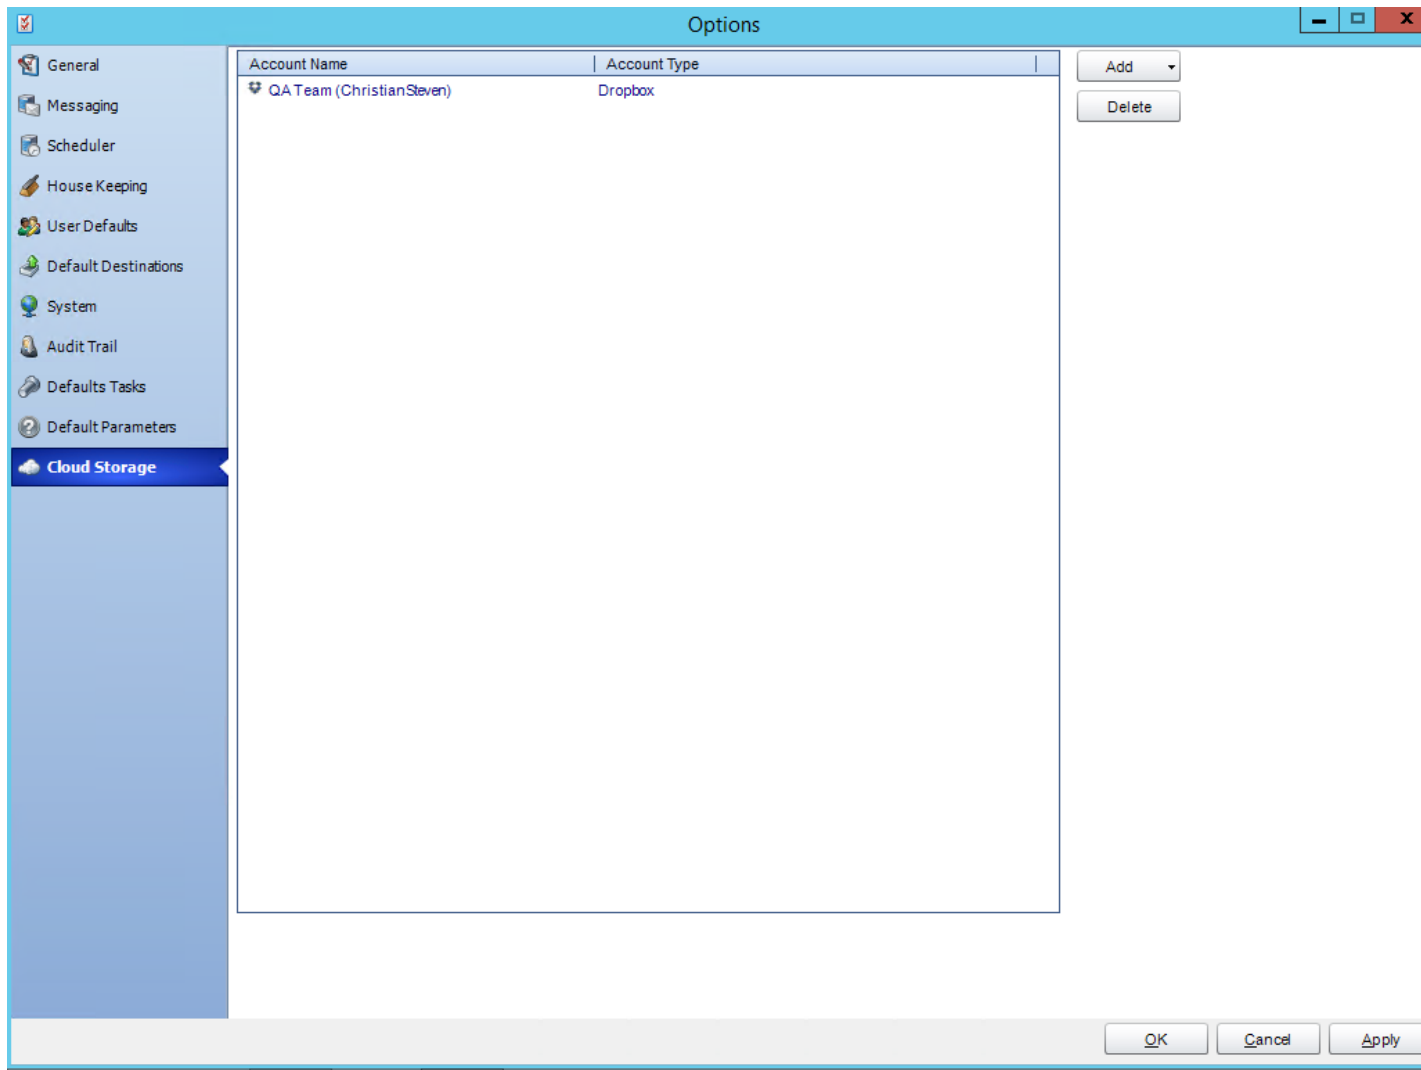 Options
General
Messaging
Scheduler
House Keeping
User Defaults
Default Destinations
System
Audit Trail
Defaults Tasks
Default Parameters
Cloud Storage
Account Name Account Type
QA Team (ChristianSteven) Dropbox
Add
Delete
OK Cancel Apply